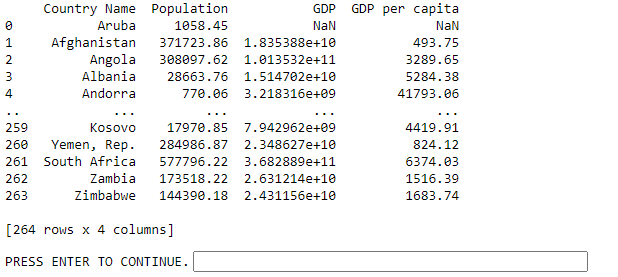 Country Name Population GDP GDP per capita
0 Aruba 1058.45 NaN NaN
1 Afghanistan 371723.86 1.835388e+10 493.75
2 Angola 308097.62 1.013532e+11 3289.65
3 Albania 28663.76 1.514702e+10 5284.38
4 Andorra 770.06 3.218316e+09 41793.06
.. ... ... ... ...
259 Kosovo 17970.85 7.942962e+09 4419.91
260 Yemen, Rep. 284986.87 2.348627e+10 824.12
261 South Africa 577796.22 3.682889e+11 6374.03
262 Zambia 173518.22 2.631214e+10 1516.39
263 Zimbabwe 144390.18 2.431156e+10 1683.74
[264 rows x 4 columns]
PRESS ENTER TO CONTINUE.